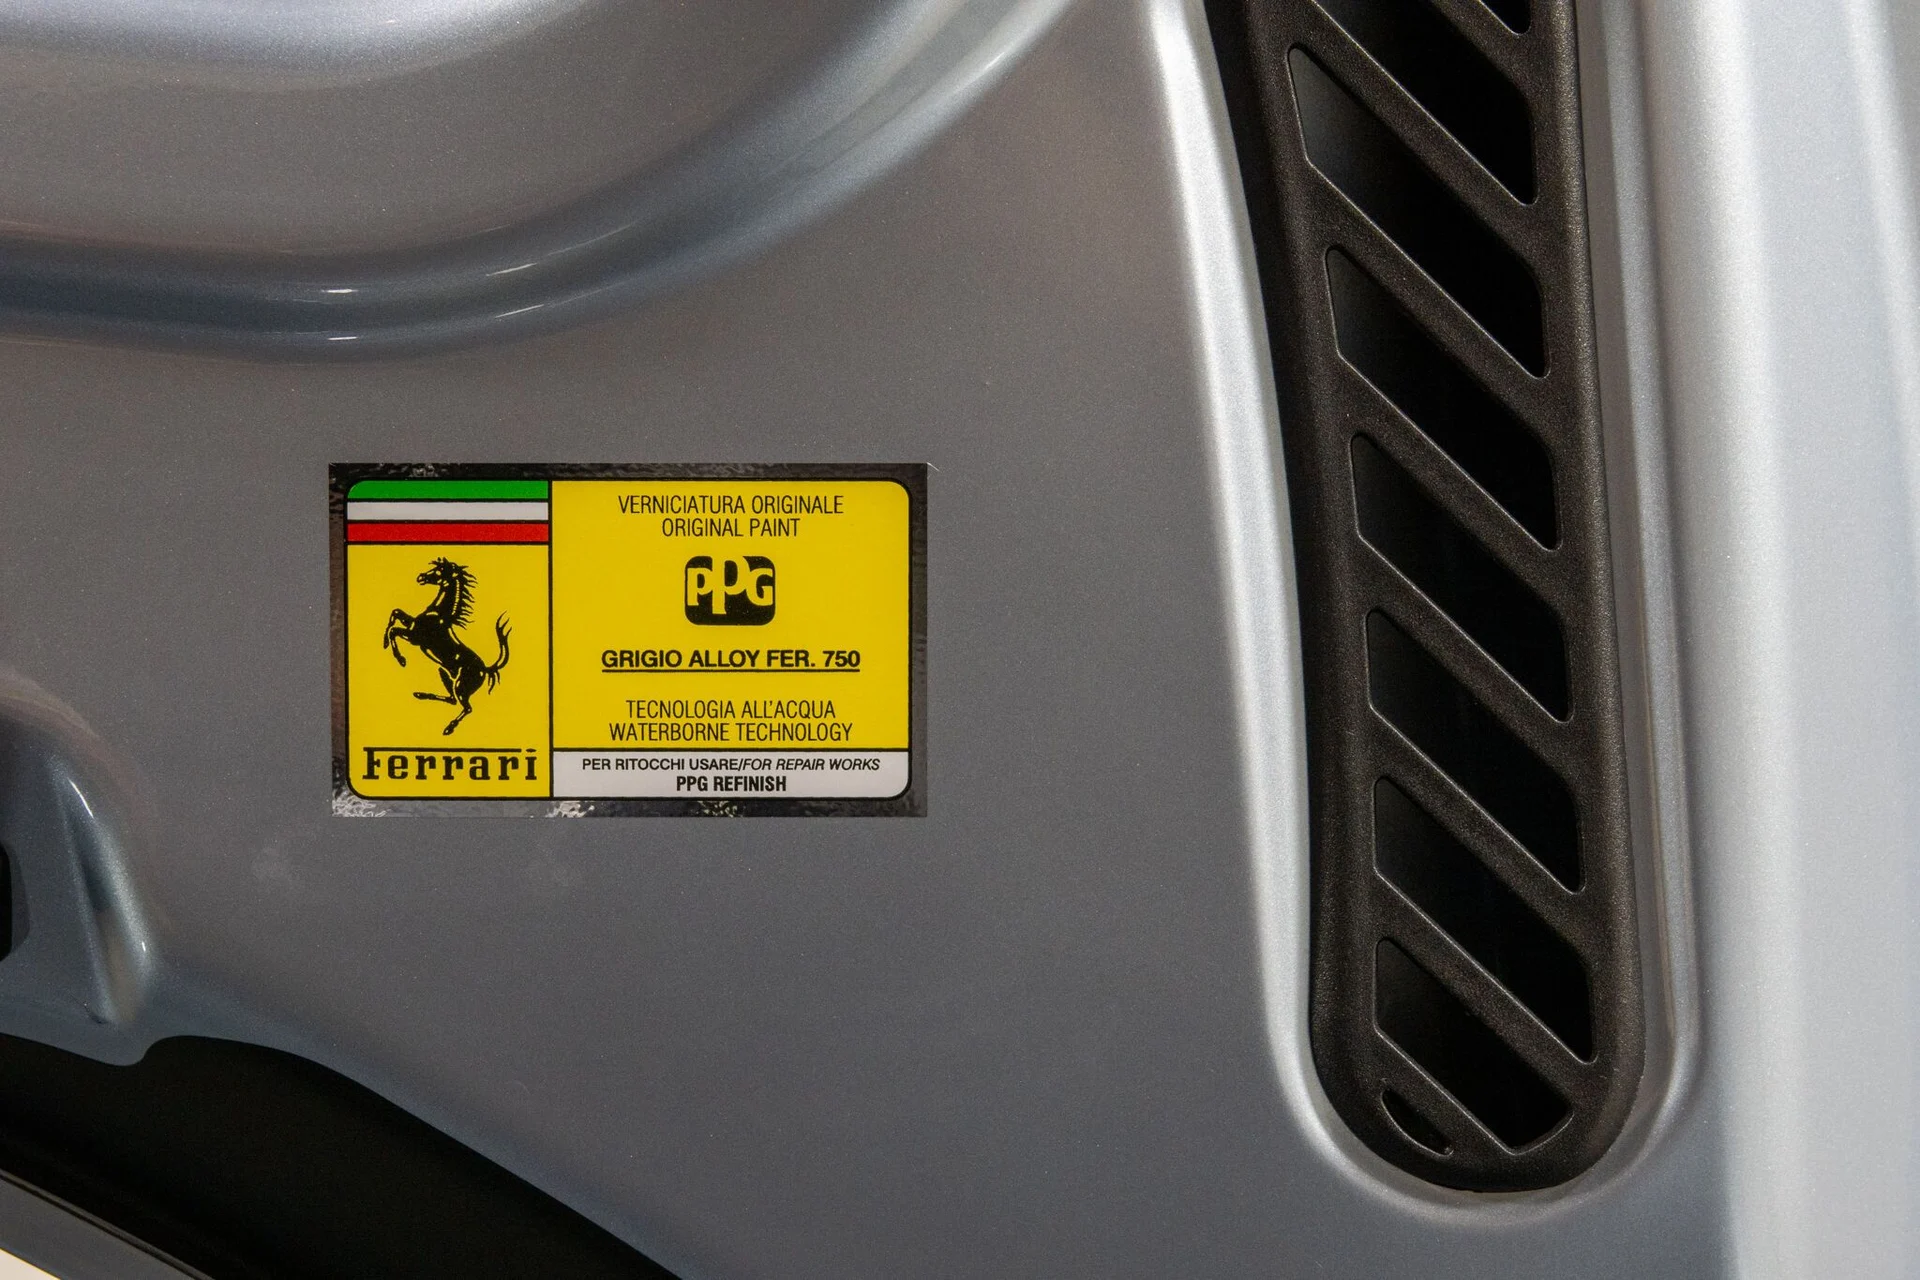 Ferrari
VERNICIATURA ORIGINALE
ORIGINAL PAINT
PPG
GRIGIO ALLOY FER. 750
TECNOLOGIA ALL'ACQUA
WATERBORNE TECHNOLOGY
PER RITOCCHI USARE/FOR REPAIR WORKS
PPG REFINISH